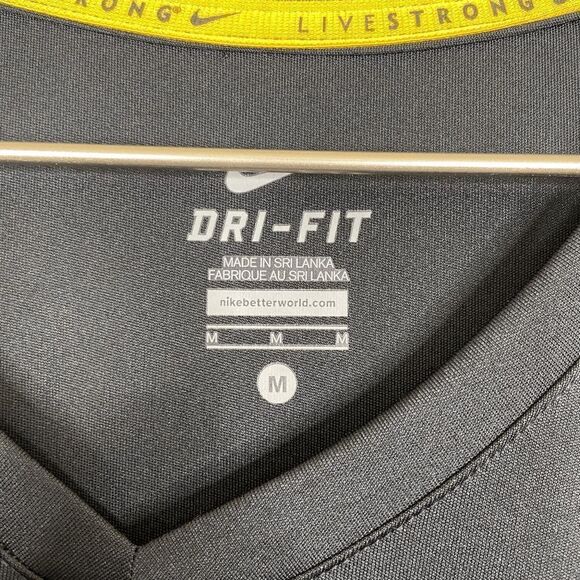 STRONG® LIVESTRONG
DRI-FIT
MADE IN SRI LANKA
FABRIQUE AU SRI LANKA
nikebetterworld.com
M M M
M